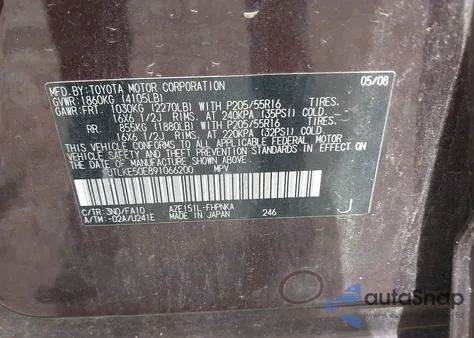 MFD. BY: TOYOTA MOTOR CORPORATION 05/08
GVWR: 1860KG (4105LB)
GAWR: FRT. 1030KG (2270LB) WITH P205/55R16 TIRES.
16X6 1/2J RIMS. AT 240KPA (35PSI) COLD
RR. 855KG (1880LB) WITH P205/55R16 TIRES.
16X6 1/2J RIMS. AT 220KPA (32PSI) COLD
THIS VEHICLE CONFORMS TO ALL APPLICABLE FEDERAL MOTOR
VEHICLE SAFETY AND THEFT PREVENTION STANDARDS IN EFFECT
ON THE DATE OF MANUFACTURE SHOWN ABOVE.
JTLKE50E891066200 MPV
C/TR: 3ND/FA10 AZE151L-FHPNKA
A/TM: -02A/U241E MADE IN JAPAN 246
J
autoSnap